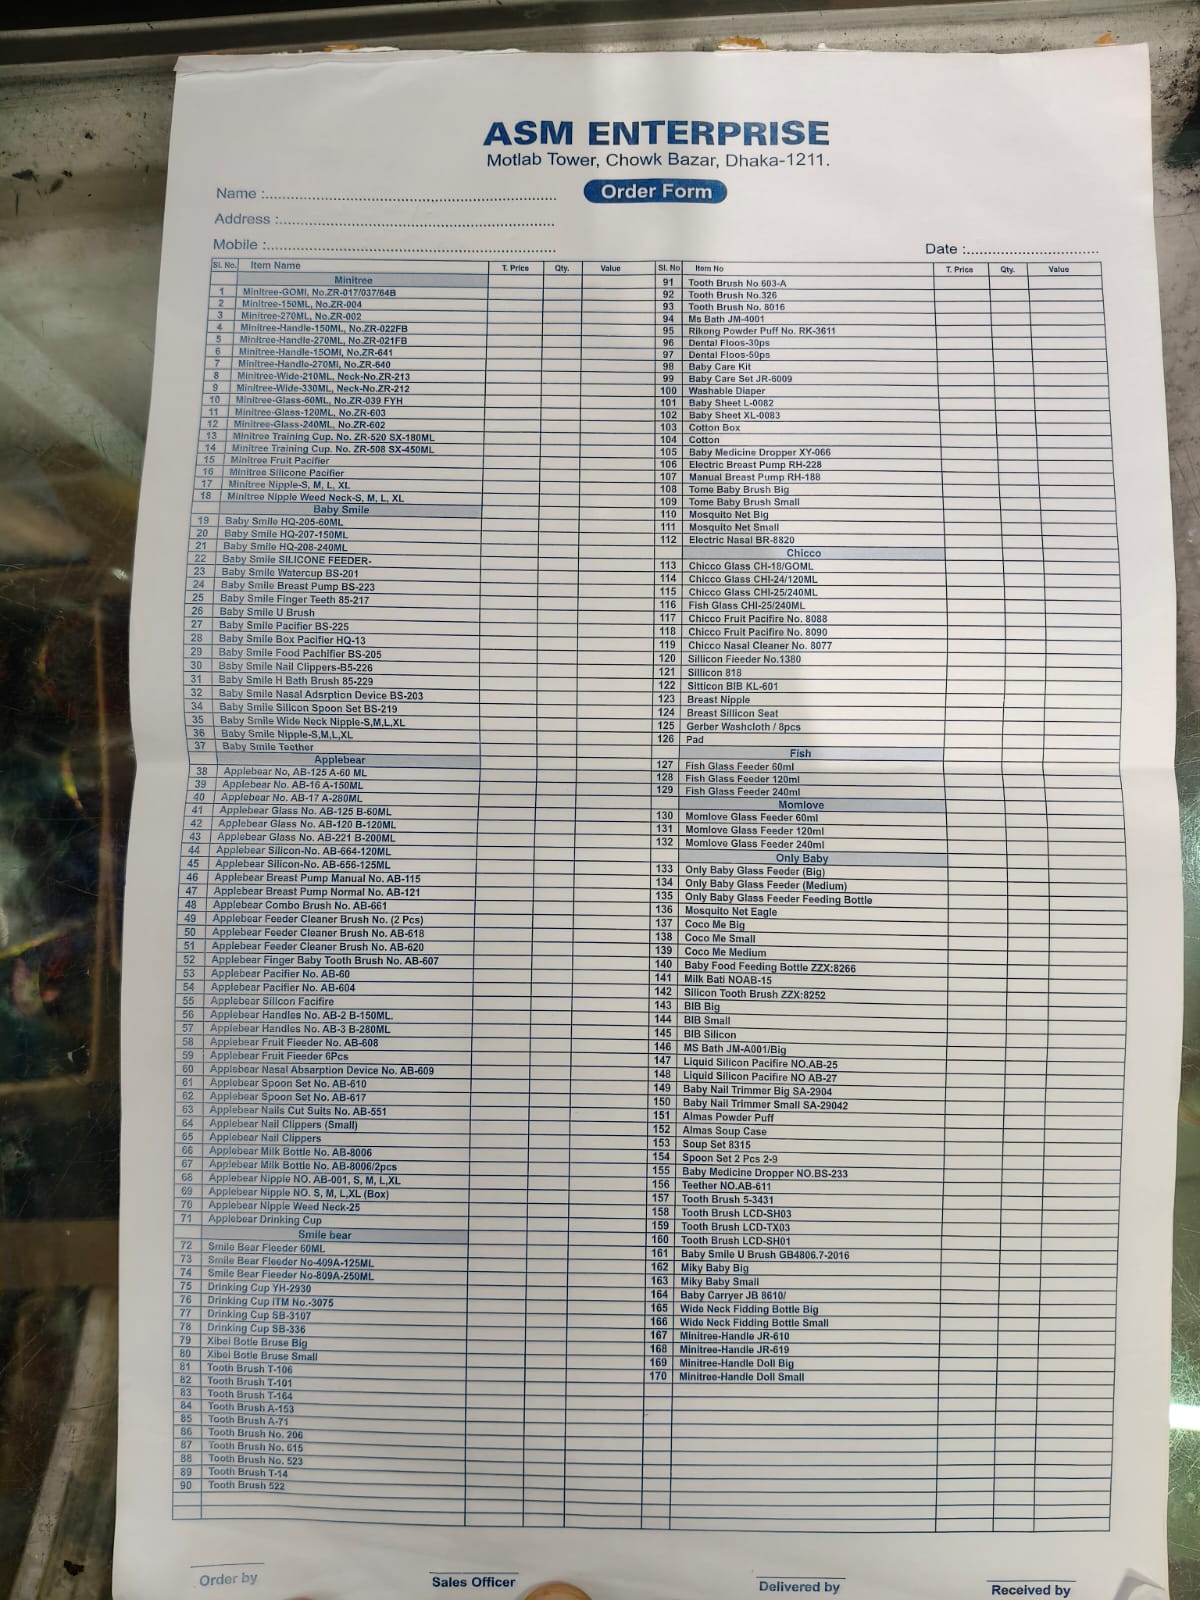 ASM ENTERPRISE
Motlab Tower, Chowk Bazar, Dhaka-1211.
Order Form
Name :
Address :
Mobile :
Date :
Sl. No. Item Name T. Price Qty. Value
Minitree
1 Minitree-GOMI, No.ZR-017/037/64B
2 Minitree-150ML, No.ZR-004
3 Minitree-270ML, No.ZR-002
4 Minitree-Handle-150ML, No.ZR-022FB
5 Minitree-Handle-270ML, No.ZR-021FB
6 Minitree-Handle-15OMI, No.ZR-641
7 Minitree-Handle-270MI, No.ZR-640
8 Minitree-Wide-210ML, Neck-No.ZR-213
9 Minitree-Wide-330ML, Neck-No.ZR-212
10 Minitree-Glass-60ML, No.ZR-039 FYH
11 Minitree-Glass-120ML, No.ZR-603
12 Minitree-Glass-240ML, No.ZR-602
13 Minitree Training Cup. No. ZR-520 SX-180ML
14 Minitree Training Cup. No. ZR-508 SX-450ML
15 Minitree Fruit Pacifier
16 Minitree Silicone Pacifier
17 Minitree Nipple-S, M, L, XL
18 Minitree Nipple Weed Neck-S, M, L, XL
Baby Smile
19 Baby Smile HQ-205-60ML
20 Baby Smile HQ-207-150ML
21 Baby Smile HQ-208-240ML
22 Baby Smile SILICONE FEEDER-
23 Baby Smile Watercup BS-201
24 Baby Smile Breast Pump BS-223
25 Baby Smile Finger Teeth 85-217
26 Baby Smile U Brush
27 Baby Smile Pacifier BS-225
28 Baby Smile Box Pacifier HQ-13
29 Baby Smile Food Pachifier BS-205
30 Baby Smile Nail Clippers-B5-226
31 Baby Smile H Bath Brush 85-229
32 Baby Smile Nasal Adsrption Device BS-203
34 Baby Smile Silicon Spoon Set BS-219
35 Baby Smile Wide Neck Nipple-S,M,L,XL
36 Baby Smile Nipple-S,M,L,XL
37 Baby Smile Teether
Applebear
38 Applebear No, AB-125 A-60 ML
39 Applebear No. AB-16 A-150ML
40 Applebear No. AB-17 A-280ML
41 Applebear Glass No. AB-125 B-60ML
42 Applebear Glass No. AB-120 B-120ML
43 Applebear Glass No. AB-221 B-200ML
44 Applebear Silicon-No. AB-664-120ML
45 Applebear Silicon-No. AB-656-125ML
46 Applebear Breast Pump Manual No. AB-115
47 Applebear Breast Pump Normal No. AB-121
48 Applebear Combo Brush No. AB-661
49 Applebear Feeder Cleaner Brush No. (2 Pcs)
50 Applebear Feeder Cleaner Brush No. AB-618
51 Applebear Feeder Cleaner Brush No. AB-620
52 Applebear Finger Baby Tooth Brush No. AB-607
53 Applebear Pacifier No. AB-60
54 Applebear Pacifier No. AB-604
55 Applebear Silicon Facifire
56 Applebear Handles No. AB-2 B-150ML.
57 Applebear Handles No. AB-3 B-280ML
58 Applebear Fruit Fieeder No. AB-608
59 Applebear Fruit Fieeder 6Pcs
60 Applebear Nasal Absarption Device No. AB-609
61 Applebear Spoon Set No. AB-610
62 Applebear Spoon Set No. AB-617
63 Applebear Nails Cut Suits No. AB-551
64 Applebear Nail Clippers (Small)
65 Applebear Nail Clippers
66 Applebear Milk Bottle No. AB-8006
67 Applebear Milk Bottle No. AB-8006/2pcs
68 Applebear Nipple NO. AB-001, S, M, L,XL
69 Applebear Nipple NO. S, M, L,XL (Box)
70 Applebear Nipple Weed Neck-25
71 Applebear Drinking Cup
Smile bear
72 Smile Bear Fleeder 60ML
73 Smile Bear Fieeder No-409A-125ML
74 Smile Bear Fieeder No-809A-250ML
75 Drinking Cup YH-2930
76 Drinking Cup ITM No.-3075
77 Drinking Cup SB-3107
78 Drinking Cup SB-336
79 Xibei Botle Bruse Big
80 Xibei Botle Bruse Small
81 Tooth Brush T-106
82 Tooth Brush T-101
83 Tooth Brush T-164
84 Tooth Brush A-153
85 Tooth Brush A-71
86 Tooth Brush No. 206
87 Tooth Brush No. 615
88 Tooth Brush No. 523
89 Tooth Brush T-14
90 Tooth Brush 522
Sl. No Item No T. Price Qty. Value
91 Tooth Brush No 603-A
92 Tooth Brush No.326
93 Tooth Brush No. 8016
94 Ms Bath JM-4001
95 Rikong Powder Puff No. RK-3611
96 Dental Floos-30ps
97 Dental Floos-50ps
98 Baby Care Kit
99 Baby Care Set JR-6009
100 Washable Diaper
101 Baby Sheet L-0082
102 Baby Sheet XL-0083
103 Cotton Box
104 Cotton
105 Baby Medicine Dropper XY-066
106 Electric Breast Pump RH-228
107 Manual Breast Pump RH-188
108 Tome Baby Brush Big
109 Tome Baby Brush Small
110 Mosquito Net Big
111 Mosquito Net Small
112 Electric Nasal BR-8820
Chicco
113 Chicco Glass CH-18/GOML
114 Chicco Glass CHI-24/120ML
115 Chicco Glass CHI-25/240ML
116 Fish Glass CHI-25/240ML
117 Chicco Fruit Pacifire No. 8088
118 Chicco Fruit Pacifire No. 8090
119 Chicco Nasal Cleaner No. 8077
120 Sillicon Fieeder No.1380
121 Sillicon 818
122 Sitticon BIB KL-601
123 Breast Nipple
124 Breast Sillicon Seat
125 Gerber Washcloth / 8pcs
126 Pad
Fish
127 Fish Glass Feeder 60ml
128 Fish Glass Feeder 120ml
129 Fish Glass Feeder 240ml
Momlove
130 Momlove Glass Feeder 60ml
131 Momlove Glass Feeder 120ml
132 Momlove Glass Feeder 240ml
Only Baby
133 Only Baby Glass Feeder (Big)
134 Only Baby Glass Feeder (Medium)
135 Only Baby Glass Feeder Feeding Bottle
136 Mosquito Net Eagle
137 Coco Me Big
138 Coco Me Small
139 Coco Me Medium
140 Baby Food Feeding Bottle ZZX:8266
141 Milk Bati NOAB-15
142 Silicon Tooth Brush ZZX:8252
143 BIB Big
144 BIB Small
145 BIB Silicon
146 MS Bath JM-A001/Big
147 Liquid Silicon Pacifire NO.AB-25
148 Liquid Silicon Pacifire NO AB-27
149 Baby Nail Trimmer Big SA-2904
150 Baby Nail Trimmer Small SA-29042
151 Almas Powder Puff
152 Almas Soup Case
153 Soup Set 8315
154 Spoon Set 2 Pcs 2-9
155 Baby Medicine Dropper NO.BS-233
156 Teether NO.AB-611
157 Tooth Brush 5-3431
158 Tooth Brush LCD-SH03
159 Tooth Brush LCD-TX03
160 Tooth Brush LCD-SH01
161 Baby Smile U Brush GB4806.7-2016
162 Miky Baby Big
163 Miky Baby Small
164 Baby Carryer JB 8610/
165 Wide Neck Fidding Bottle Big
166 Wide Neck Fidding Bottle Small
167 Minitree-Handle JR-610
168 Minitree-Handle JR-619
169 Minitree-Handle Doll Big
170 Minitree-Handle Doll Small
Order by
Sales Officer
Delivered by
Received by